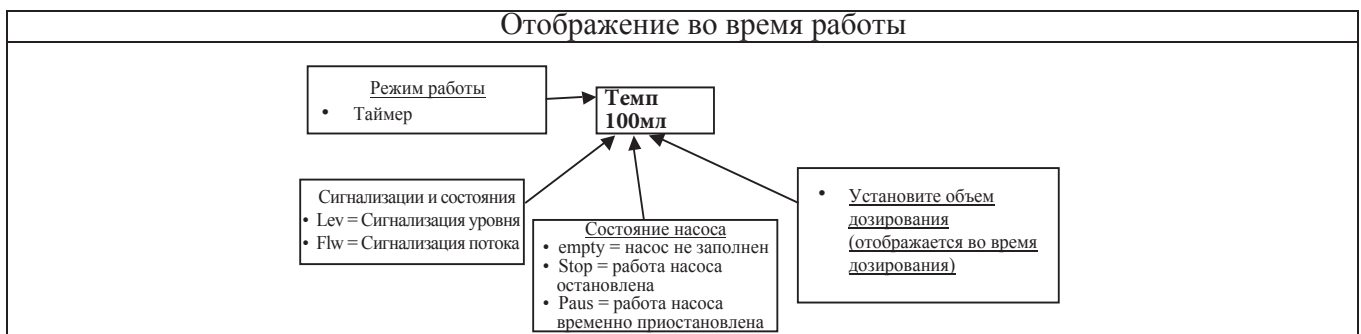 Отображение во время работы
Режим работы
• Таймер
Темп
100мл
Сигнализации и состояния
• Lev = Сигнализация уровня
• Flw = Сигнализация потока
Состояние насоса
• empty = насос не заполнен
• Stop = работа насоса
остановлена
• Paus = работа насоса
временно приостановлена
• Установите объем
дозирования
(отображается во время
дозирования)